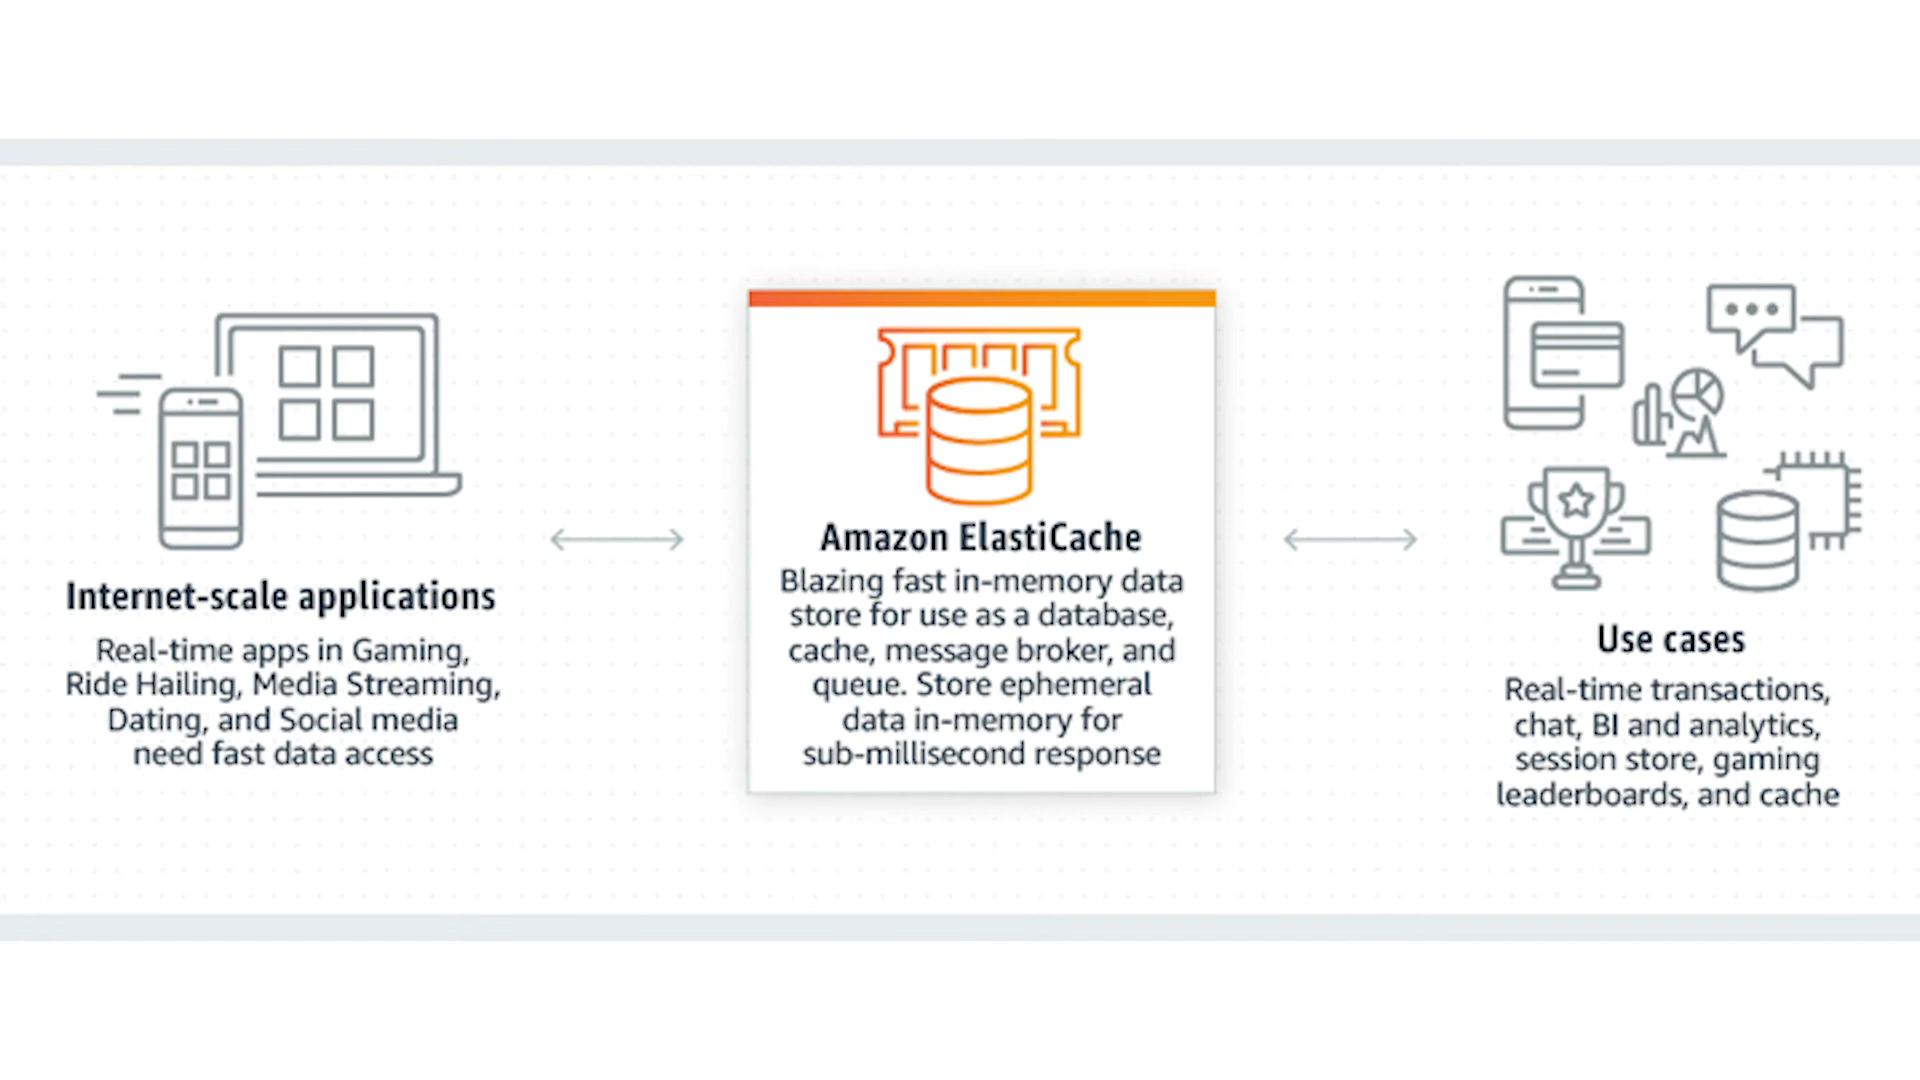 Internet-scale applications
Real-time apps in Gaming,
Ride Hailing, Media Streaming,
Dating, and Social media
need fast data access
Amazon ElastiCache
Blazing fast in-memory data
store for use as a database,
cache, message broker, and
queue. Store ephemeral
data in-memory for
sub-millisecond response
Use cases
Real-time transactions,
chat, BI and analytics,
session store, gaming
leaderboards, and cache